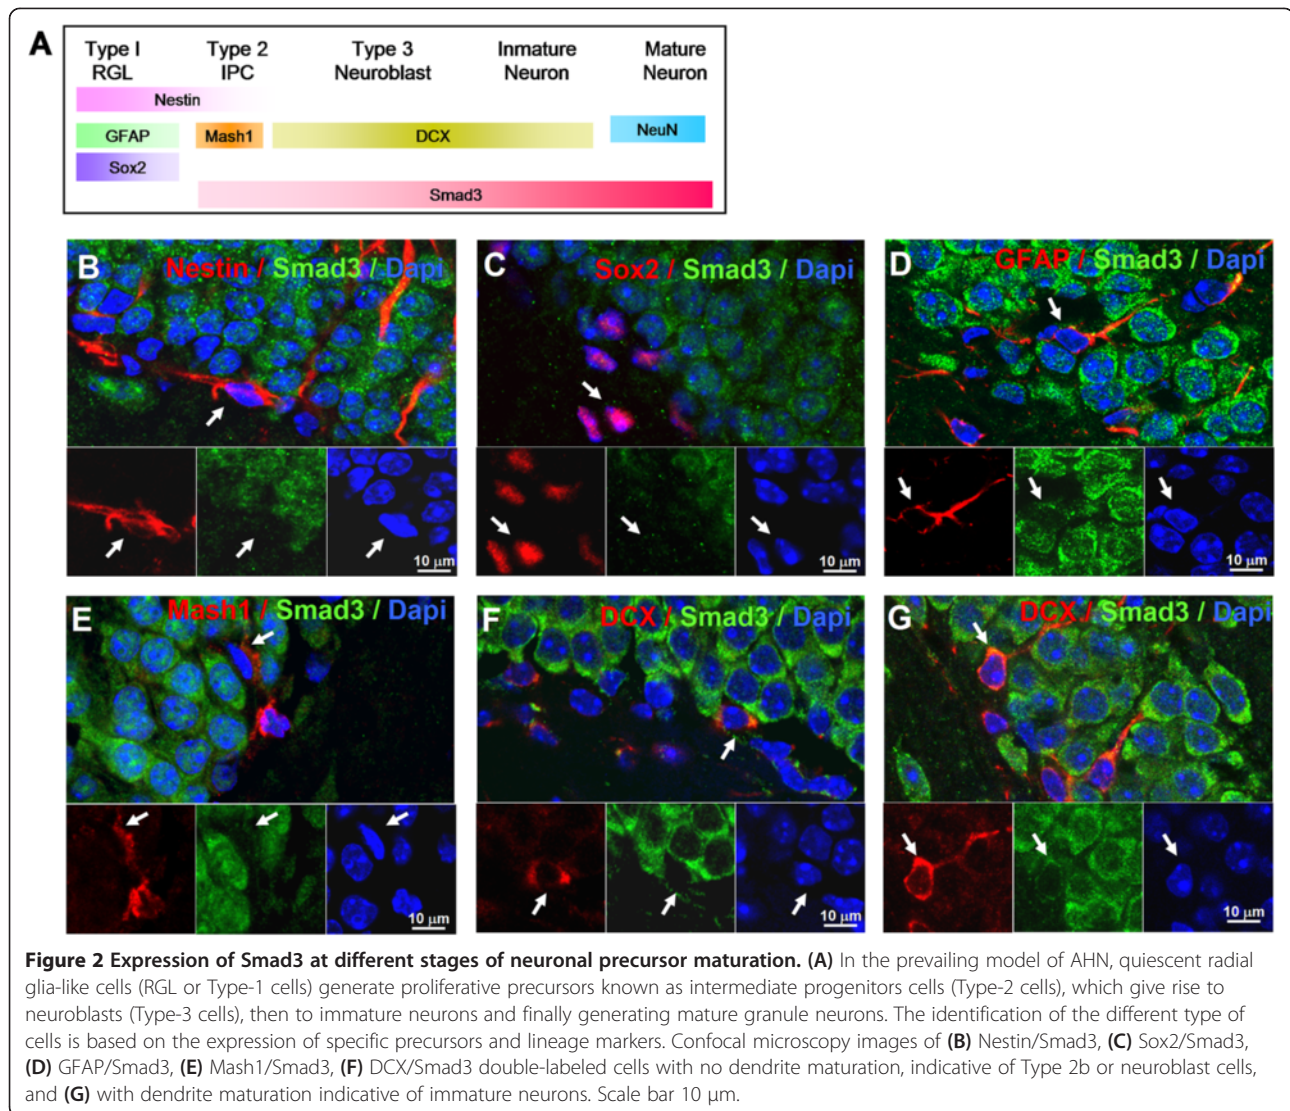 A
Type I Type 2 Type 3 Inmature Mature
RGL IPC Neuroblast Neuron Neuron
Nestin
GFAP Mash1 DCX NeuN
Sox2
Smad3
B Nestin / Smad3 / Dapi
10 µm
C Sox2 / Smad3 / Dapi
10 µm
D GFAP / Smad3 / Dapi
10 µm
E Mash1 / Smad3 / Dapi
10 µm
F DCX / Smad3 / Dapi
10 µm
G DCX / Smad3 / Dapi
10 µm
Figure 2 Expression of Smad3 at different stages of neuronal precursor maturation. (A) In the prevailing model of AHN, quiescent radial
glia-like cells (RGL or Type-1 cells) generate proliferative precursors known as intermediate progenitors cells (Type-2 cells), which give rise to
neuroblasts (Type-3 cells), then to immature neurons and finally generating mature granule neurons. The identification of the different type of
cells is based on the expression of specific precursors and lineage markers. Confocal microscopy images of (B) Nestin/Smad3, (C) Sox2/Smad3,
(D) GFAP/Smad3, (E) Mash1/Smad3, (F) DCX/Smad3 double-labeled cells with no dendrite maturation, indicative of Type 2b or neuroblast cells,
and (G) with dendrite maturation indicative of immature neurons. Scale bar 10 µm.